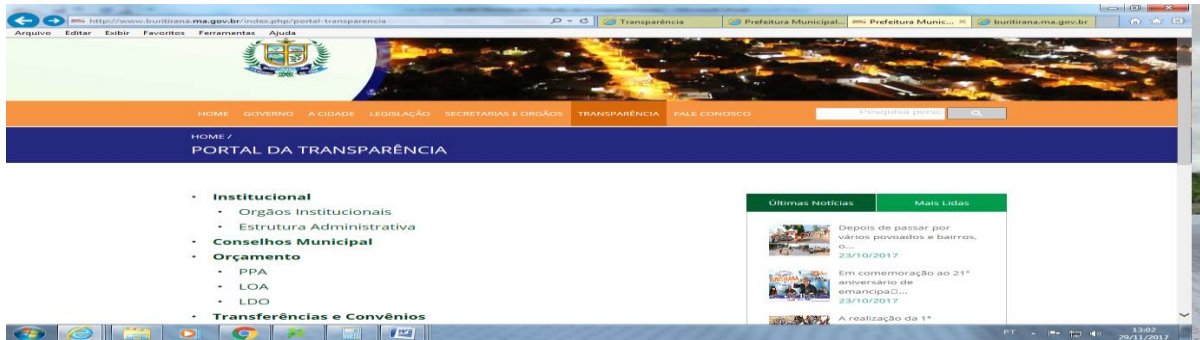 http://www.buritirana.ma.gov.br/index.php/portal-transparencia
Transparência
Prefeitura Municipal...
Prefeitura Munic...
buritirana.ma.gov.br
Arquivo Editar Exibir Favoritos Ferramentas Ajuda
HOME GOVERNO A CIDADE LEGISLAÇÃO SECRETARIAS E ORGÃOS TRANSPARÊNCIA FALE CONOSCO
HOME /
PORTAL DA TRANSPARÊNCIA
Institucional
Orgãos Institucionais
Estrutura Administrativa
Conselhos Municipal
Orçamento
PPA
LOA
LDO
Transferências e Convênios
Últimas Notícias Mais Lidas
Depois de passar por
vários povoados e bairros,
o...
23/10/2017
Em comemoração ao 21º
aniversário de
emancipa□...
23/10/2017
A realização da 1ª
PT
13:02
29/11/2017